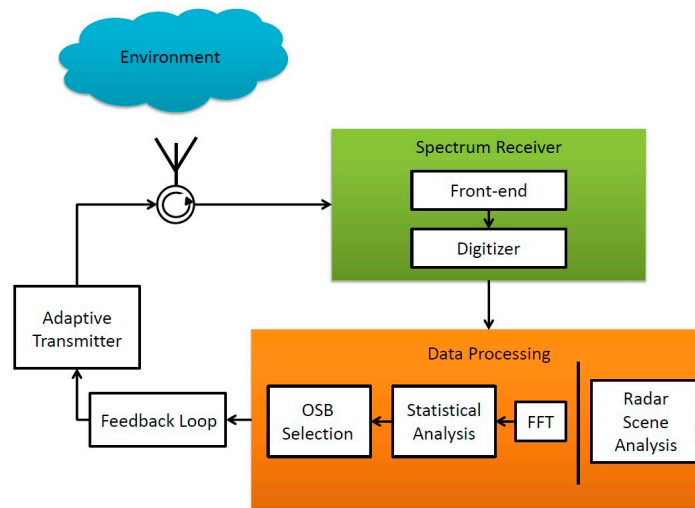 Environment
Spectrum Receiver
Front-end
Digitizer
Adaptive
Transmitter
Data Processing
OSB
Selection
Statistical
Analysis
FFT
Radar
Scene
Analysis
Feedback Loop